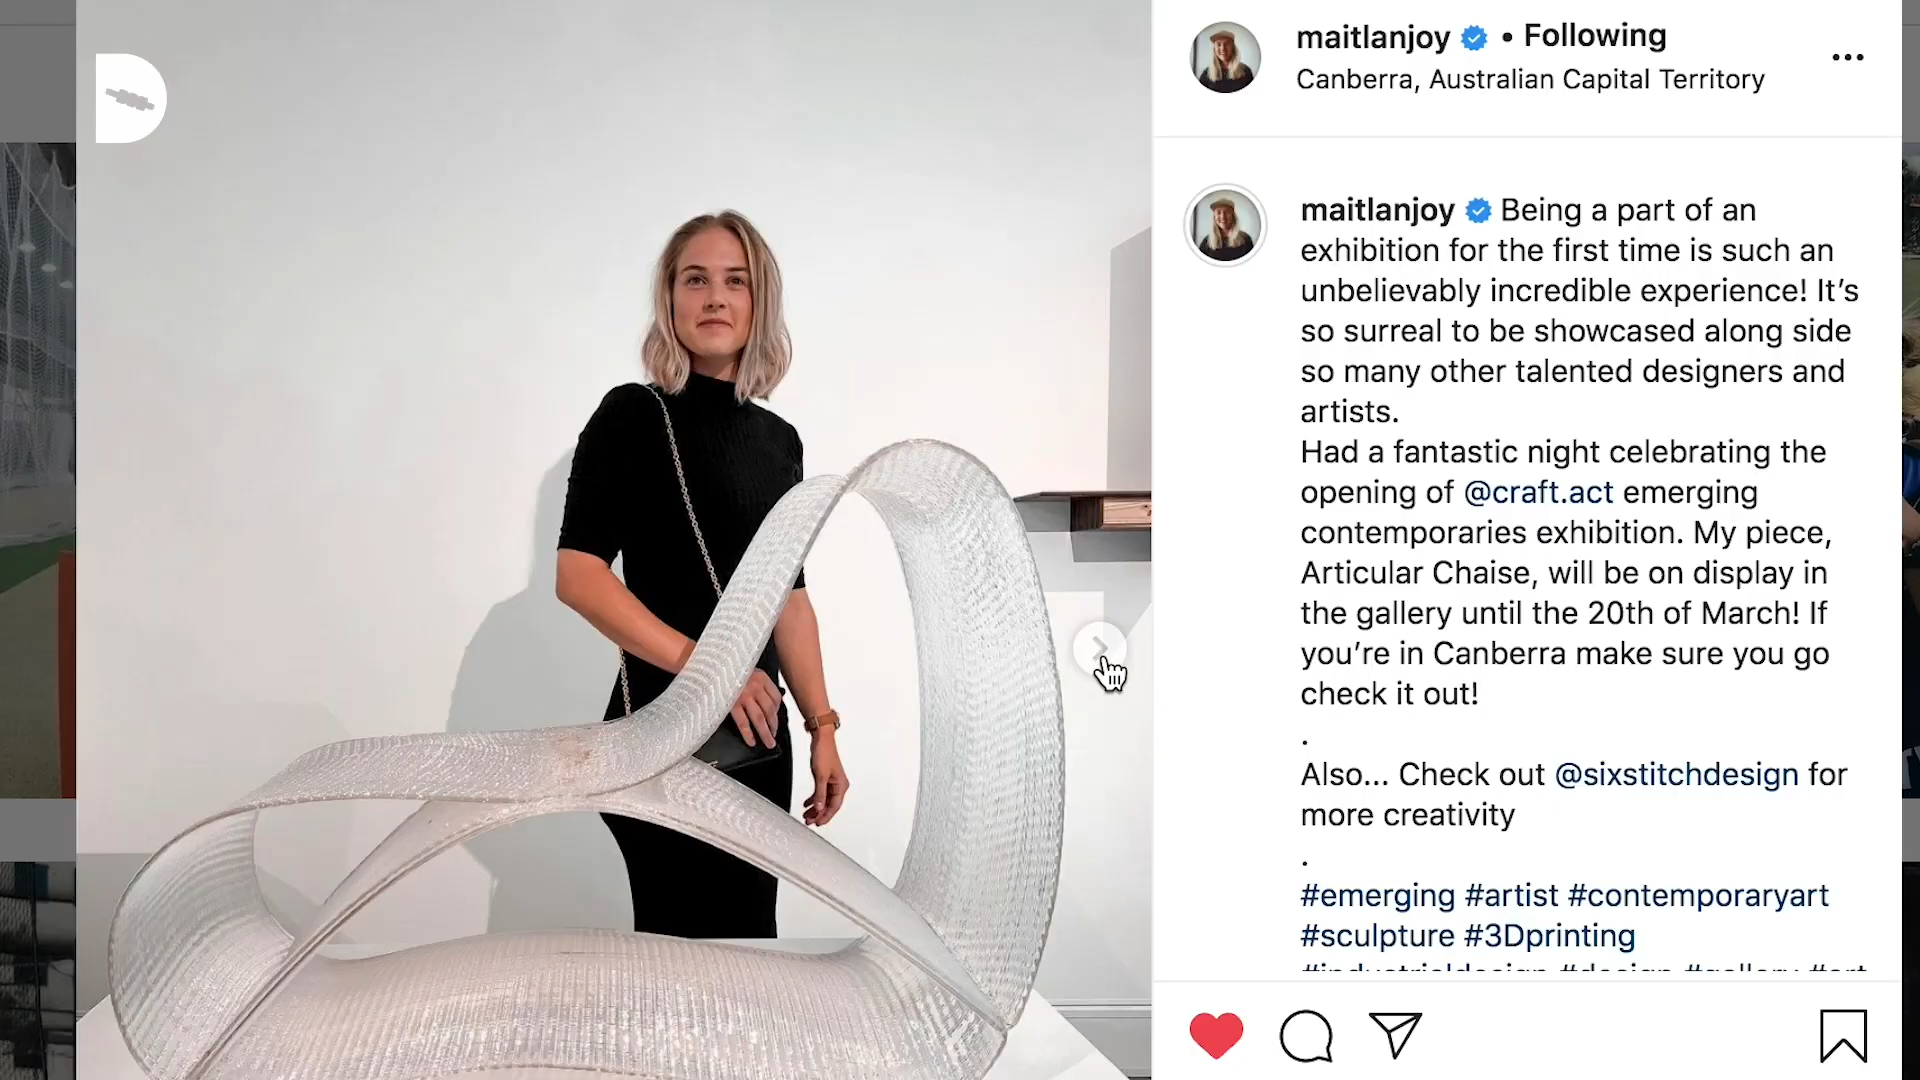 maitlanjoy • Following
Canberra, Australian Capital Territory
maitlanjoy Being a part of an
exhibition for the first time is such an
unbelievably incredible experience! It’s
so surreal to be showcased along side
so many other talented designers and
artists.
Had a fantastic night celebrating the
opening of @craft.act emerging
contemporaries exhibition. My piece,
Articular Chaise, will be on display in
the gallery until the 20th of March! If
you’re in Canberra make sure you go
check it out!
.
Also... Check out @sixstitchdesign for
more creativity
.
#emerging #artist #contemporaryart
#sculpture #3Dprinting
#industrialdesign #design #gallery #art